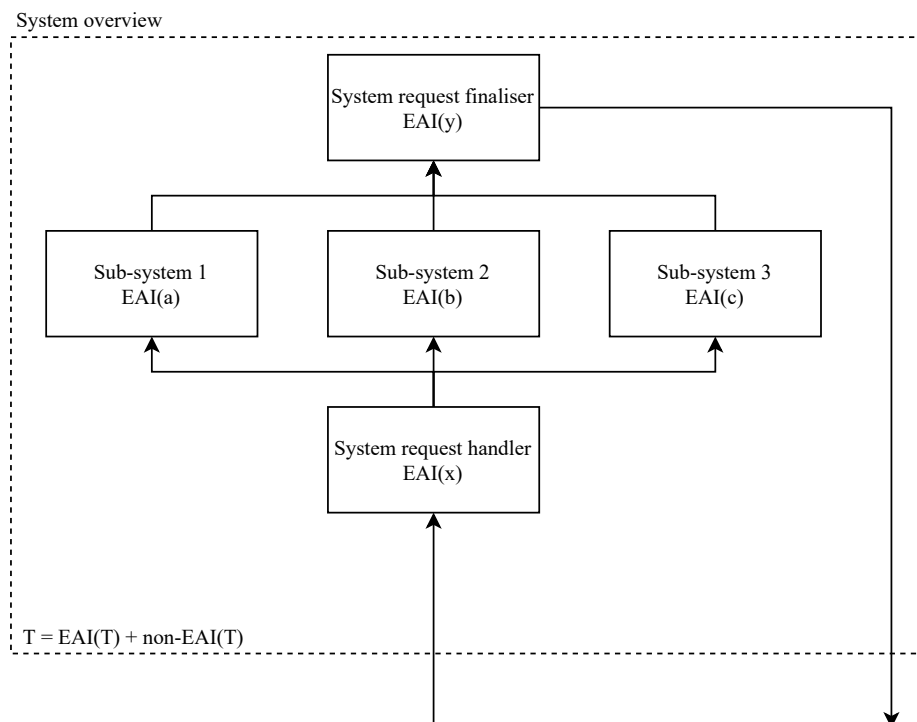 System overview
System request finaliser
EAI(y)
Sub-system 1
EAI(a)
Sub-system 2
EAI(b)
Sub-system 3
EAI(c)
System request handler
EAI(x)
T = EAI(T) + non-EAI(T)